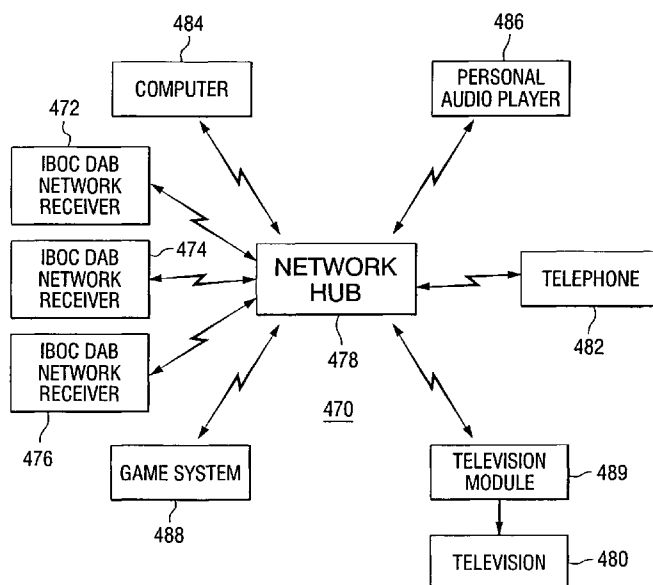 484
COMPUTER
486
PERSONAL
AUDIO PLAYER
472
IBOC DAB
NETWORK
RECEIVER
474
IBOC DAB
NETWORK
RECEIVER
IBOC DAB
NETWORK
RECEIVER
476
NETWORK
HUB
478
TELEPHONE
482
470
GAME SYSTEM
488
TELEVISION
MODULE
489
TELEVISION
480